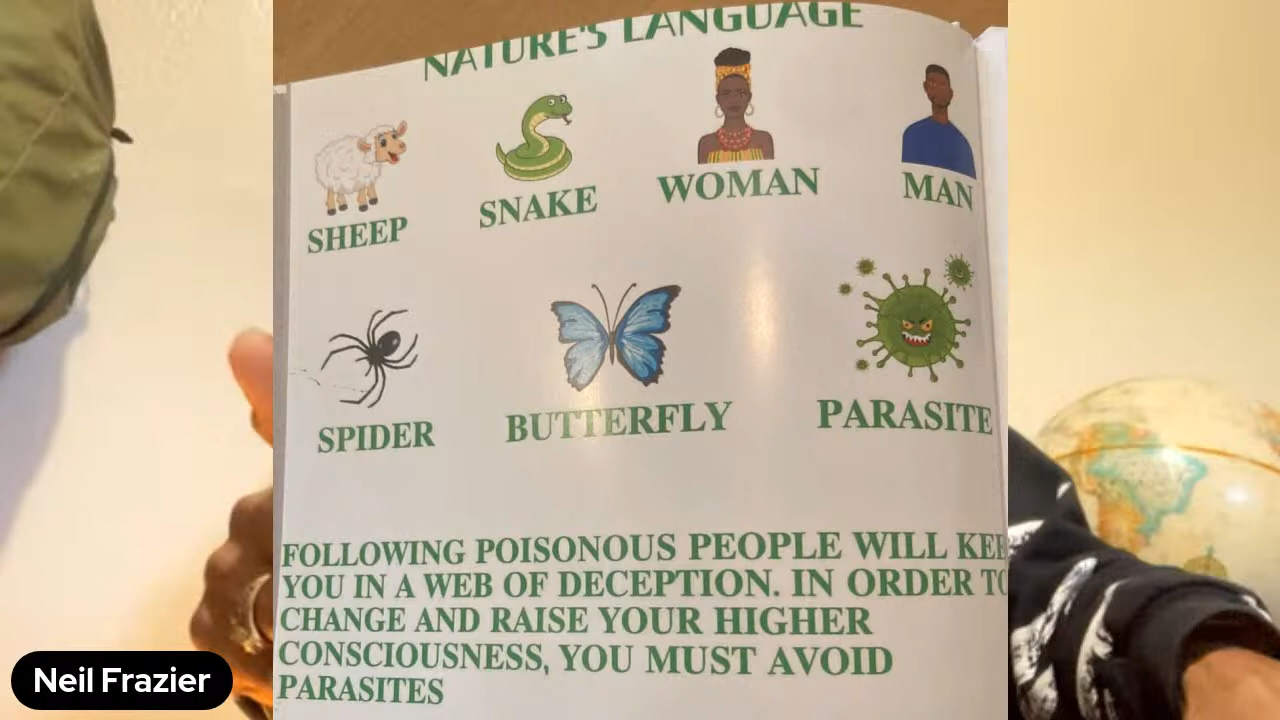 NATURE'S LANGUAGE
SHEEP SNAKE WOMAN MAN
SPIDER BUTTERFLY PARASITE
FOLLOWING POISONOUS PEOPLE WILL
YOU IN A WEB OF DECEPTION. IN ORDER TO
CHANGE AND RAISE YOUR HIGHER
CONSCIOUSNESS, YOU MUST AVOID
PARASITES
Neil Frazier